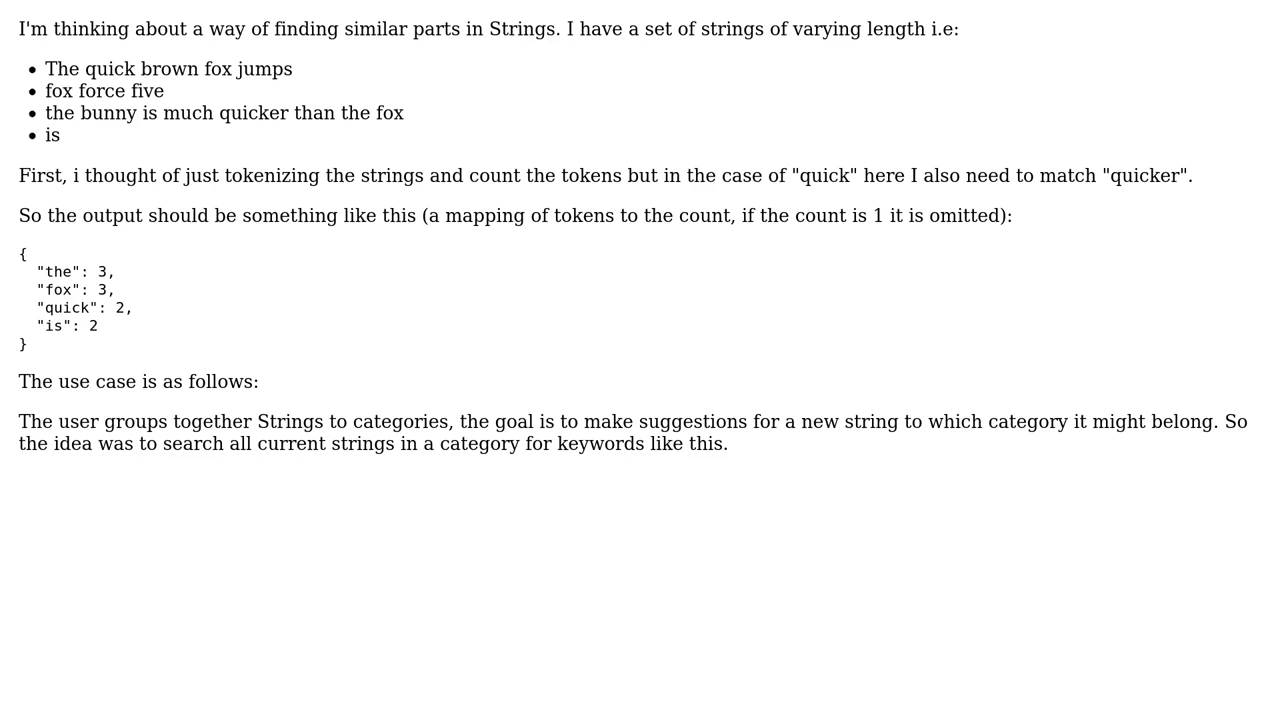 I'm thinking about a way of finding similar parts in Strings. I have a set of strings of varying length i.e:
• The quick brown fox jumps
• fox force five
• the bunny is much quicker than the fox
• is
First, i thought of just tokenizing the strings and count the tokens but in the case of "quick" here I also need to match "quicker".
So the output should be something like this (a mapping of tokens to the count, if the count is 1 it is omitted):
{
  "the": 3,
  "fox": 3,
  "quick": 2,
  "is": 2
}
The use case is as follows:
The user groups together Strings to categories, the goal is to make suggestions for a new string to which category it might belong. So
the idea was to search all current strings in a category for keywords like this.